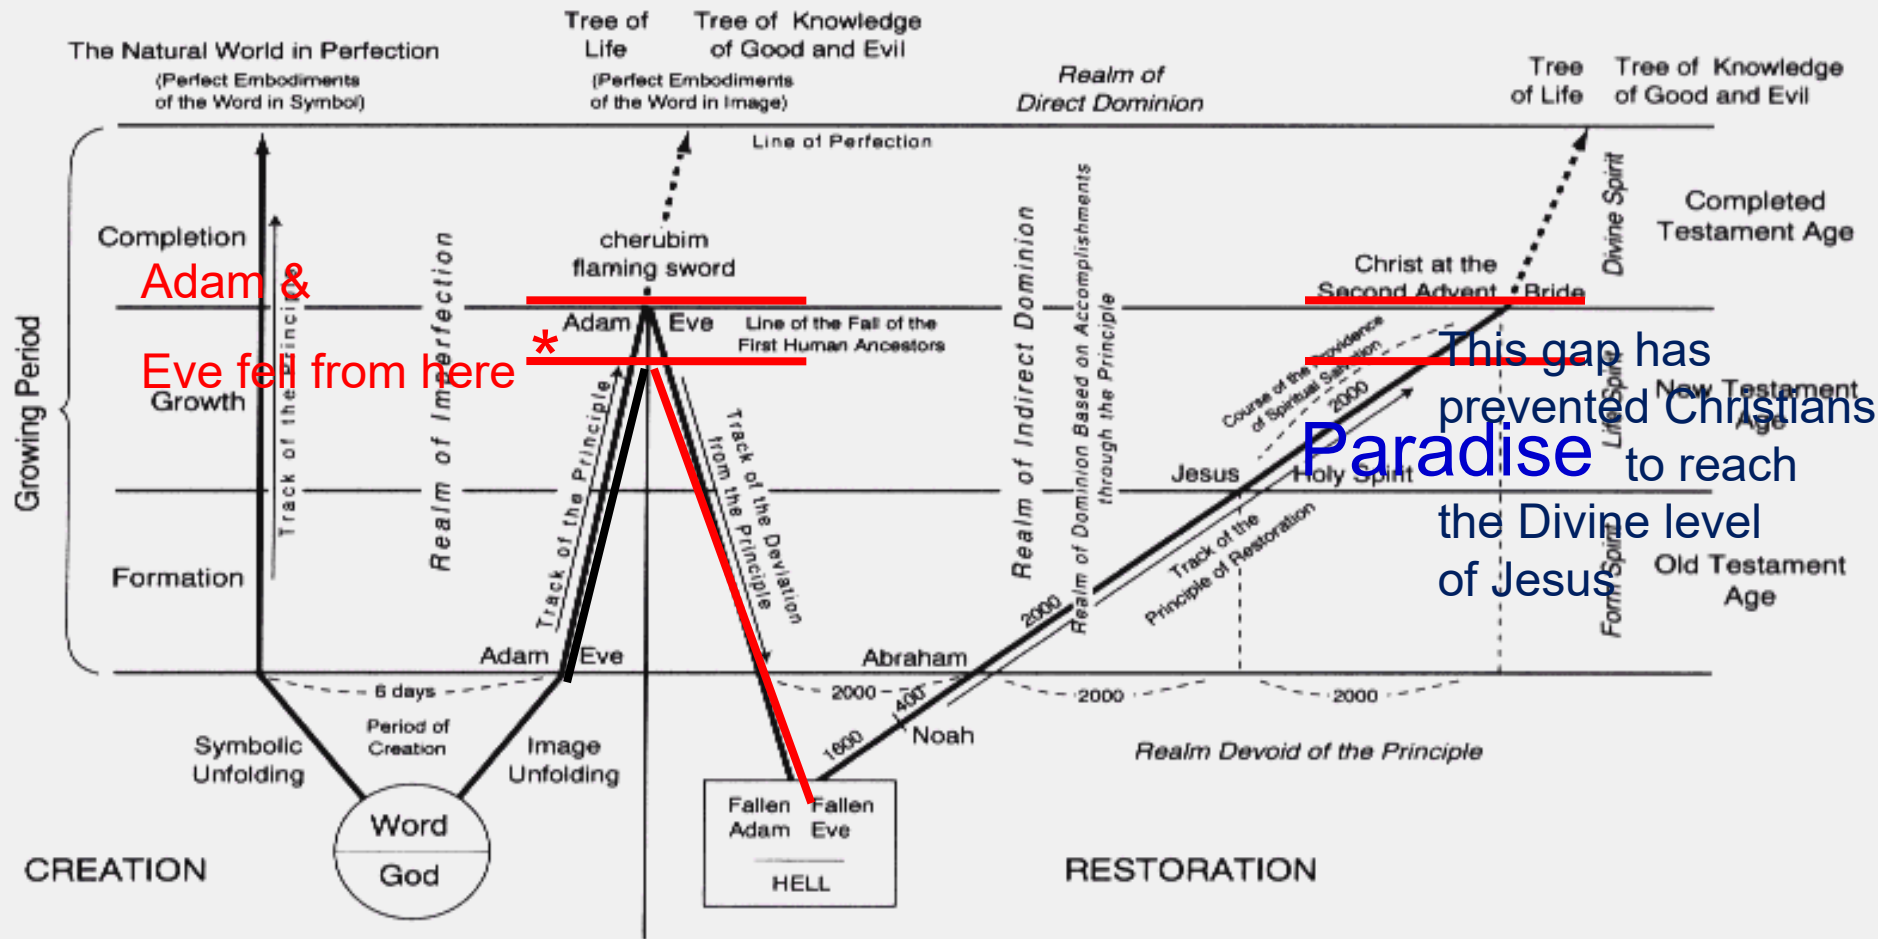 The Natural World in Perfection
(Perfect Embodiments
of the Word in Symbol)
Tree of
Life
Tree of Knowledge
of Good and Evil
(Perfect Embodiments
of the Word in Image)
Realm of
Direct Dominion
Tree
of Life
Tree of Knowledge
of Good and Evil
Line of Perfection
Growing Period
Completion
Growth
Formation
Track of the Principle
Adam &
Eve fell from here
*
Realm of Imperfection
cherubim
flaming sword
Adam
Eve
Line of the Fall of the
First Human Ancestors
Track of the Principle
Track of the Deviation
from the Principle
Realm of Indirect Dominion
Realm of Dominion Based on Accomplishments
through the Principle
Christ at the
Second Advent
Bride
Course of the Providence
of Spiritual Salvation
2000
Jesus
Holy Spirit
Paradise
Track of the
Principle of Restoration
2000
This gap has
prevented Christians
to reach
the Divine level
of Jesus
Divine Spirit
Life Spirit
Form Spirit
Completed
Testament Age
New Testament
Age
Old Testament
Age
Adam
Eve
Abraham
6 days
2000
2000
2000
Period of
Creation
Symbolic
Unfolding
Image
Unfolding
400
Noah
1600
Realm Devoid of the Principle
Word
God
Fallen
Adam
Fallen
Eve
HELL
CREATION
RESTORATION